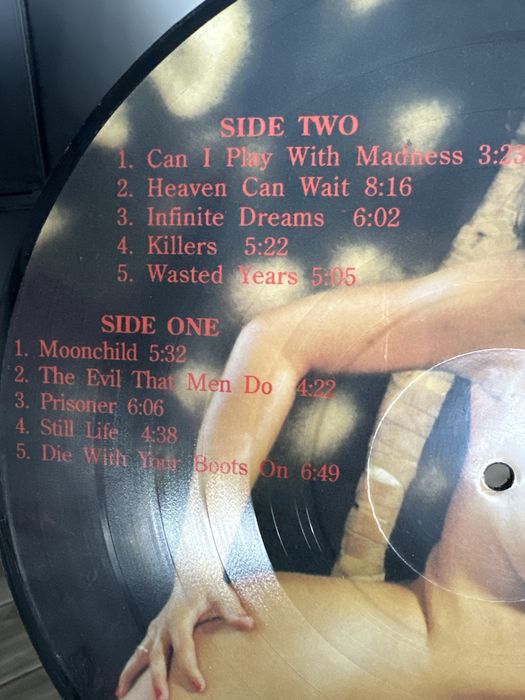 SIDE TWO
1. Can I Play With Madness 3:23
2. Heaven Can Wait 8:16
3. Infinite Dreams 6:02
4. Killers 5:22
5. Wasted Years 5:05
SIDE ONE
1. Moonchild 5:32
2. The Evil That Men Do 4:22
3. Prisoner 6:06
4. Still Life 4:38
5. Die With Your Boots On 6:49